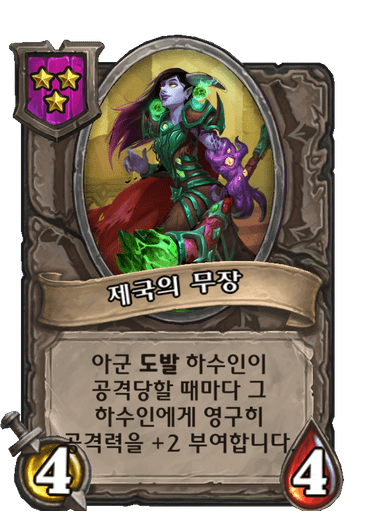 제국의 무장
아군 도발 하수인이
공격당할 때마다 그
하수인에게 영구히
공격력을 +2 부여합니다.
4
4